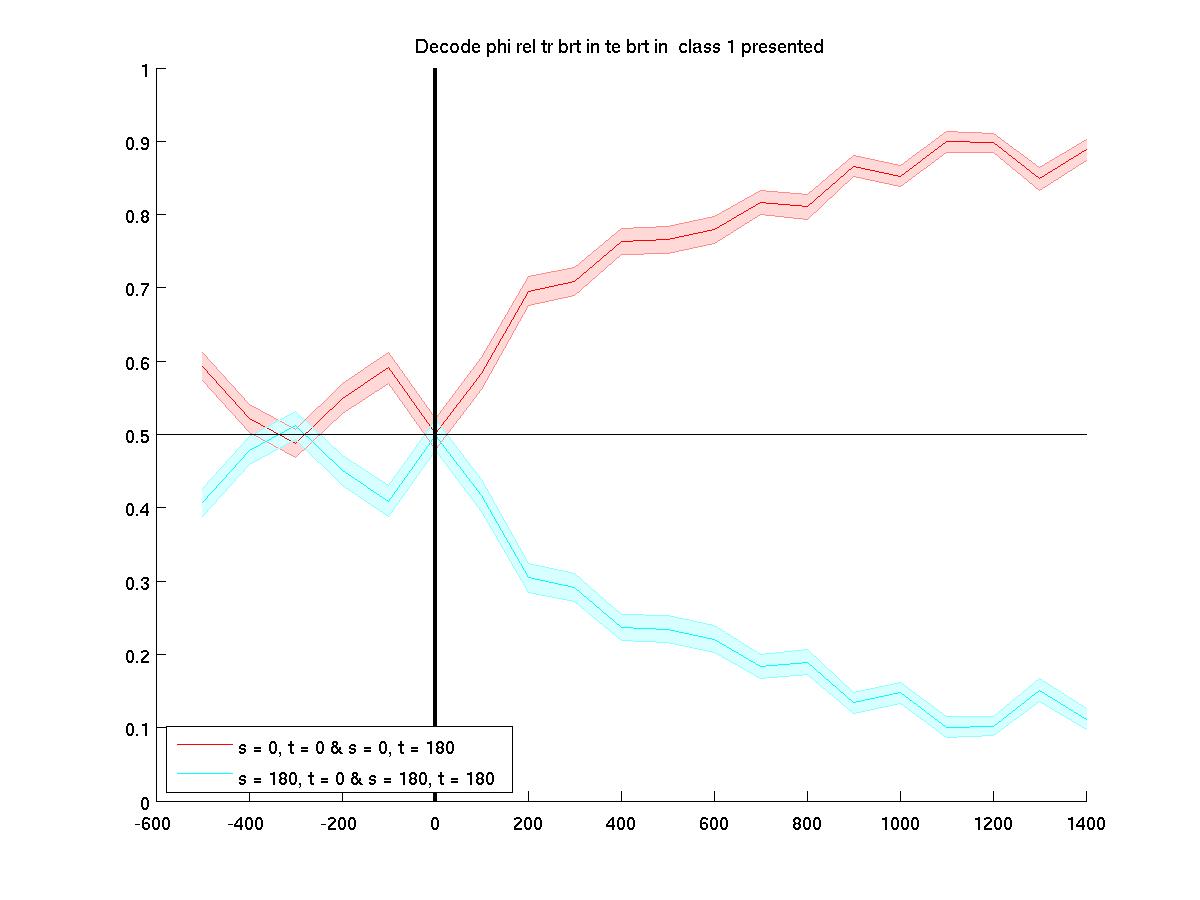 Decode phi rel tr brt in te brt in  class 1 presented
1
0.9
0.8
0.7
0.6
0.5
0.4
0.3
0.2
0.1
0
s = 0, t = 0 & s = 0, t = 180
s = 180, t = 0 & s = 180, t = 180
-600 -400 -200 0 200 400 600 800 1000 1200 1400